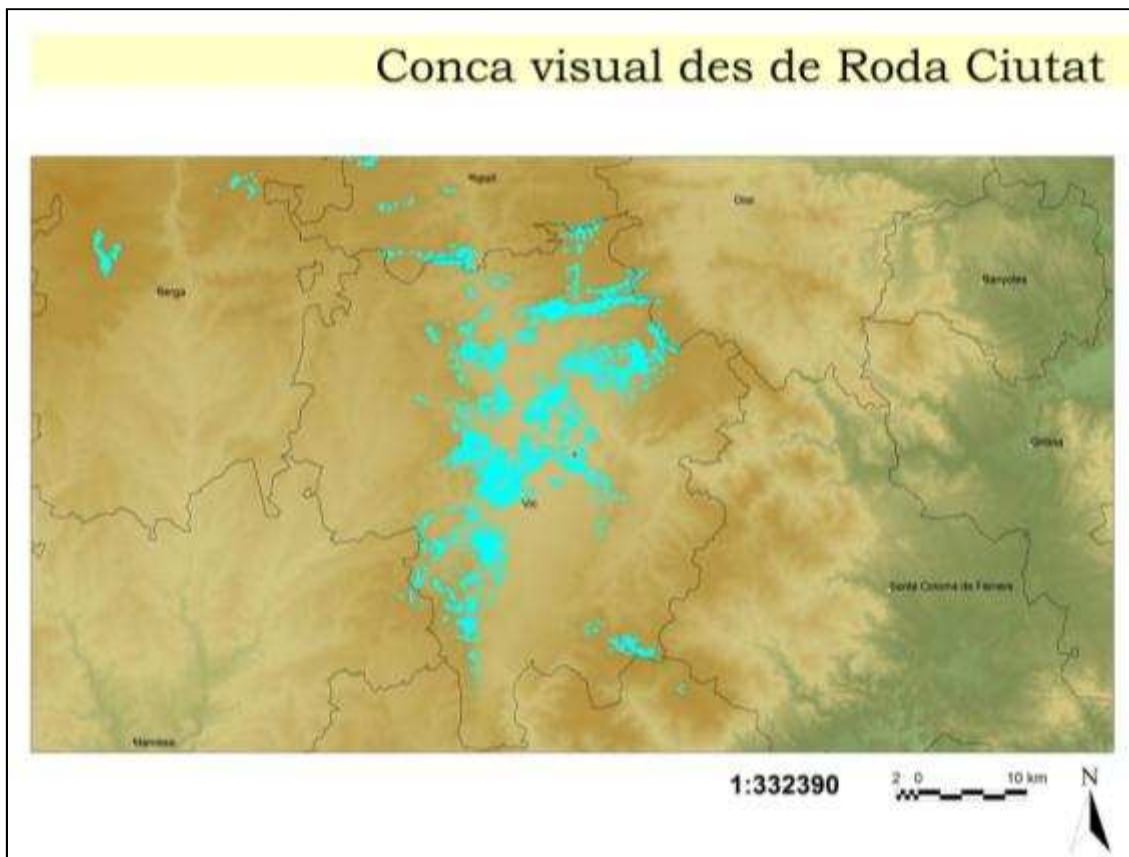 Conca visual des de Roda Ciutat
Ripoll
Olot
Berga
Banyoles
Girona
Vic
Santa Coloma de Farners
Manresa
1:332390
2 0 10 km
N